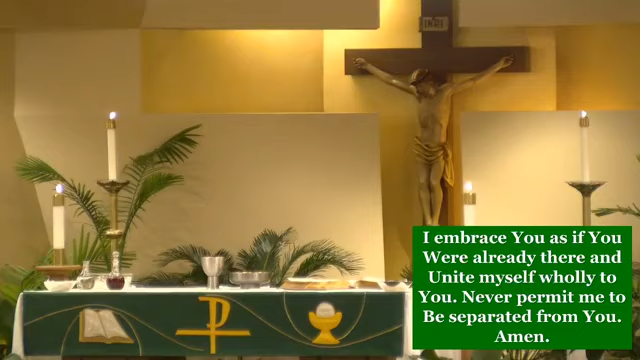 INRI
I embrace You as if You
Were already there and
Unite myself wholly to
You. Never permit me to
Be separated from You.
Amen.